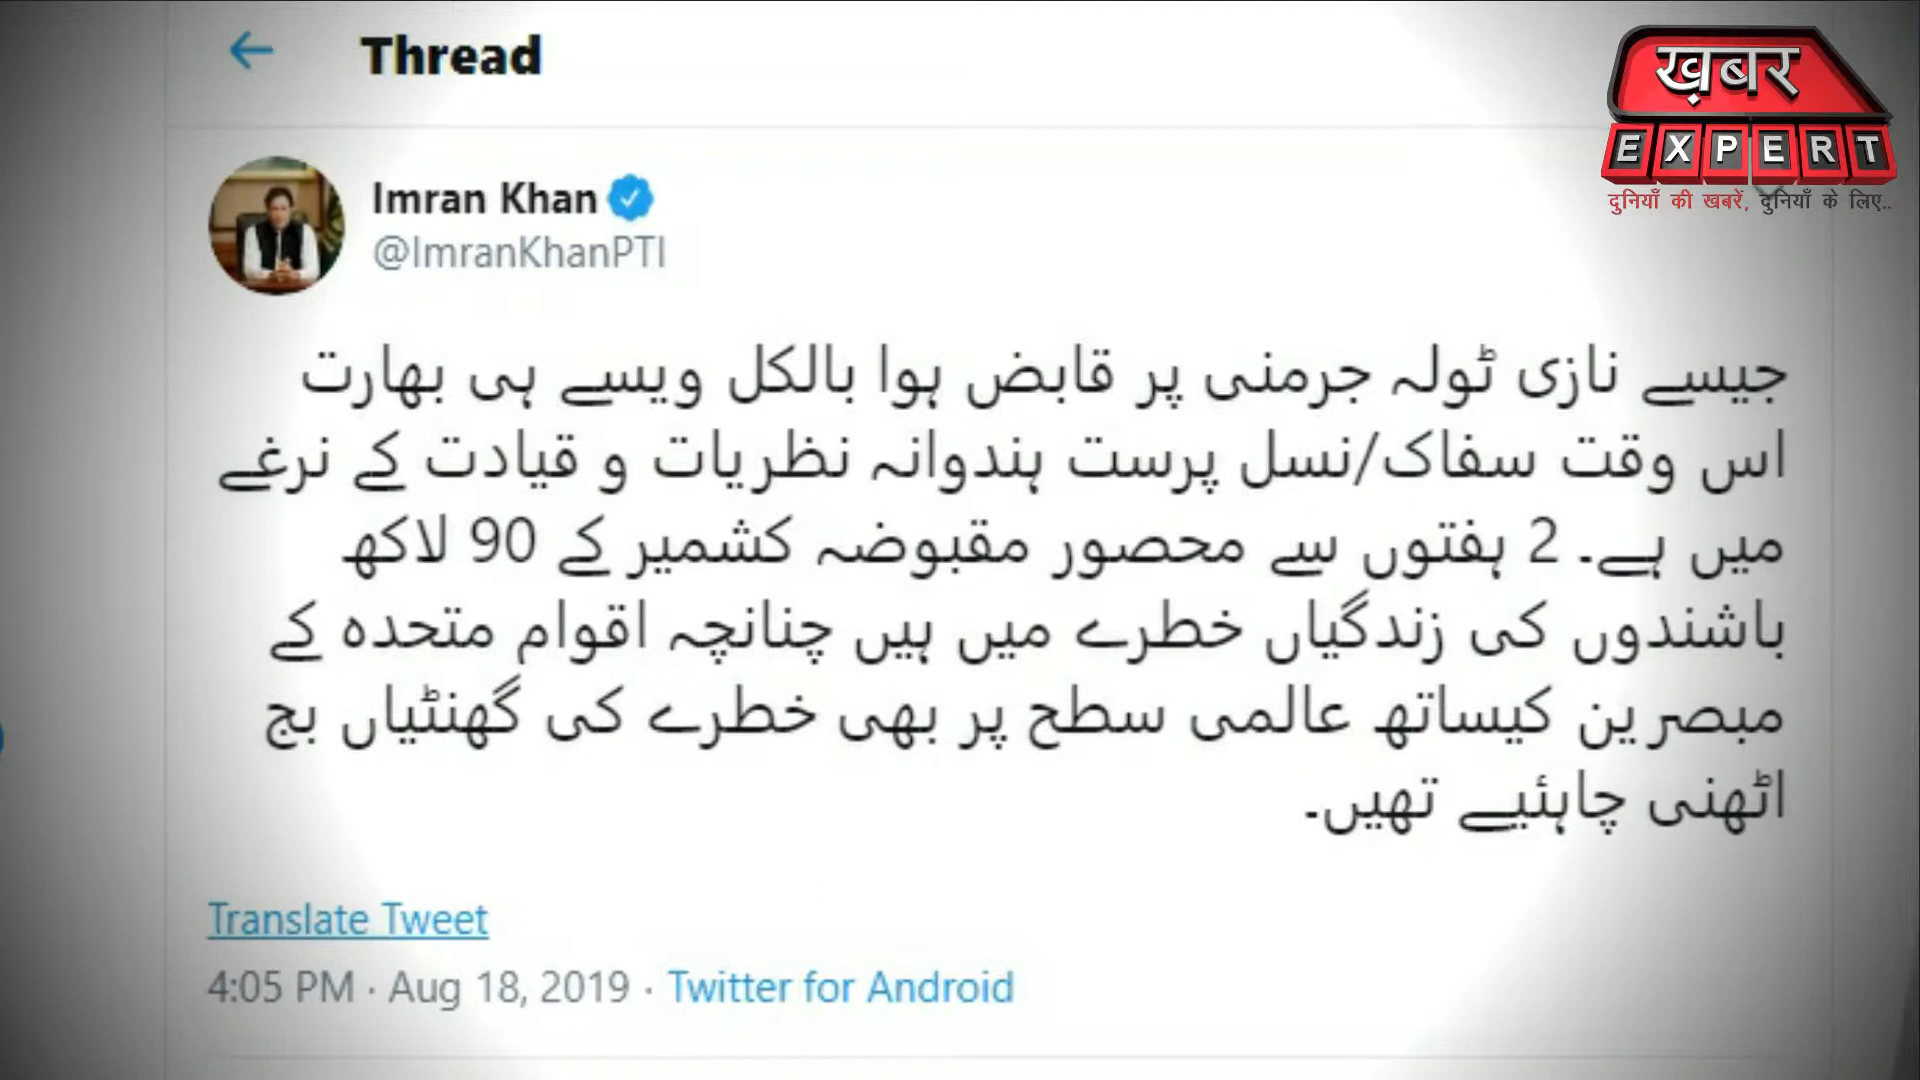 Thread
ख़बर
EXPERT
दुनियाँ की खबरें, दुनियाँ के लिए..
Imran Khan
@ImranKhanPTI
جیسے نازی ٹولہ جرمنی پر قابض ہوا بالکل ویسے ہی بھارت
اس وقت سفاک/نسل پرست ہندوانہ نظریات و قیادت کے نرغے
میں ہے۔ 2 ہفتوں سے محصور مقبوضہ کشمیر کے 90 لاکھ
باشندوں کی زندگیاں خطرے میں ہیں چنانچہ اقوام متحدہ کے
مبصرین کیساتھ عالمی سطح پر بھی خطرے کی گھنٹیاں بج
اٹھنی چاہئیے تھیں۔
Translate Tweet
4:05 PM · Aug 18, 2019 · Twitter for Android